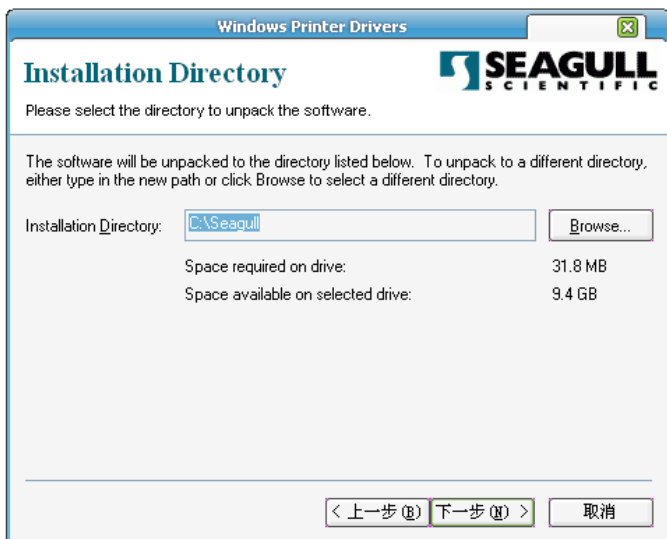 Windows Printer Drivers
Installation Directory
SEAGULL
SCIENTIFIC
Please select the directory to unpack the software.
The software will be unpacked to the directory listed below. To unpack to a different directory,
either type in the new path or click Browse to select a different directory.
Installation Directory: C:\Seagull Browse...
Space required on drive: 31.8 MB
Space available on selected drive: 9.4 GB
< 上一步(B) 下一步(N) > 取消